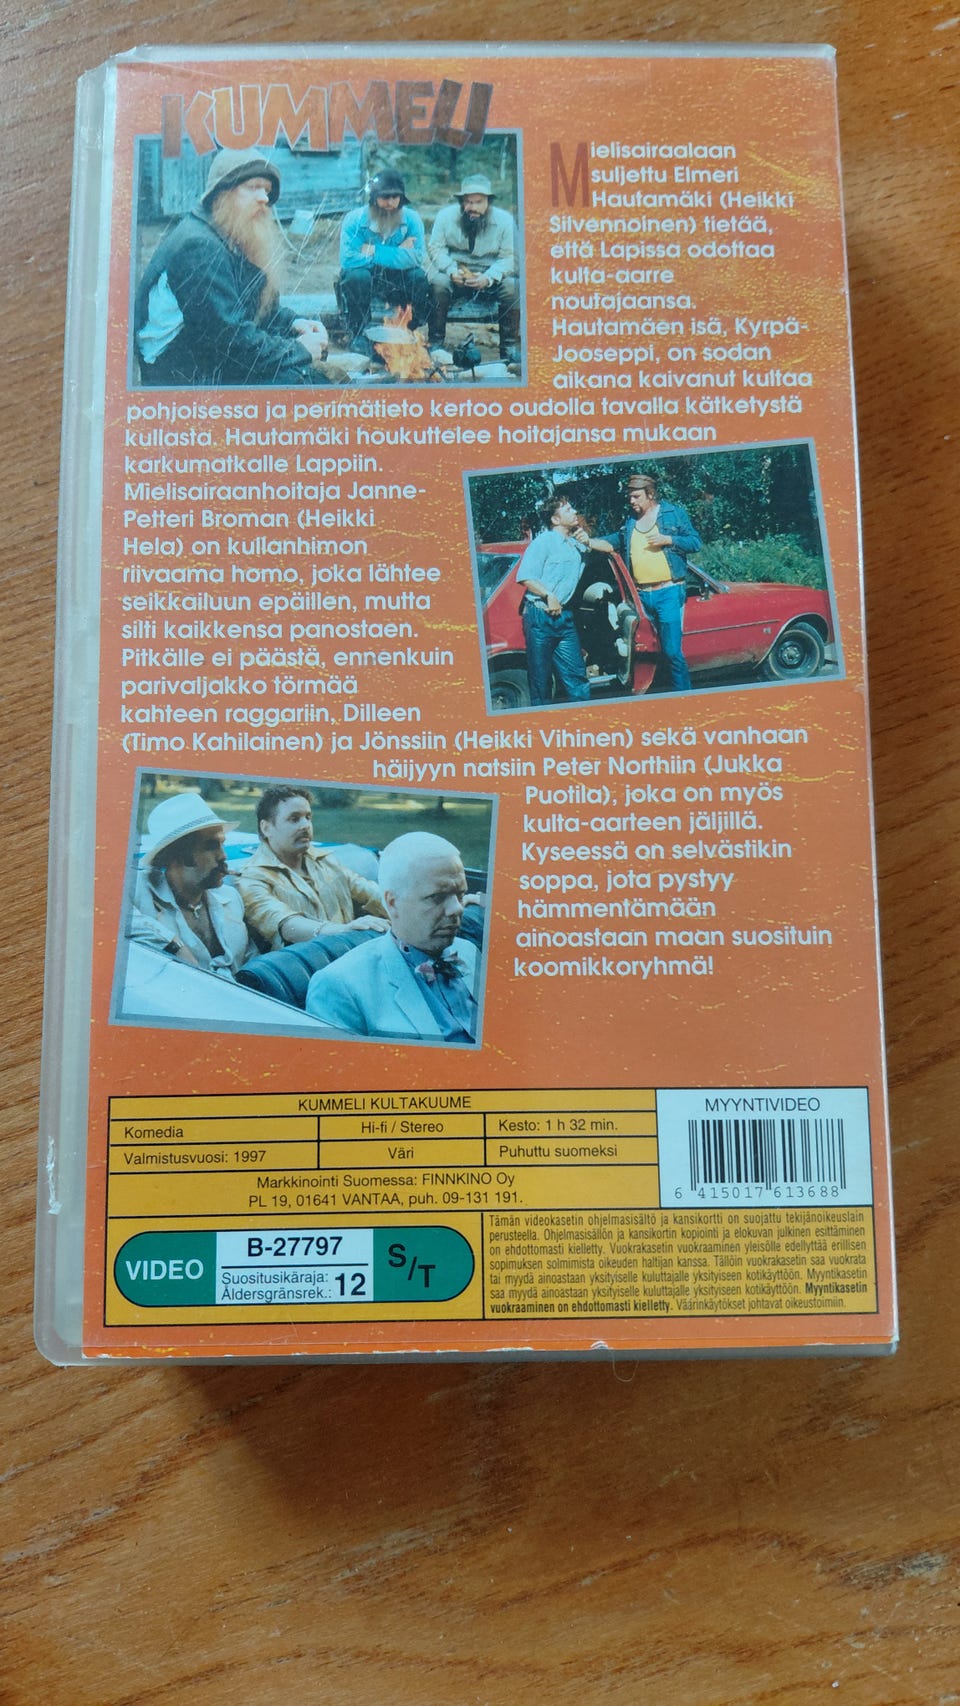 KUMMELI
Mielisairaalaan
suljettu Elmeri
Hautamäki (Heikki
Silvennoinen) tietää,
että Lapissa odottaa
kulta-aarre
noutajaansa.
Hautamäen isä, Kyrpä-
Jooseppi, on sodan
aikana kaivanut kultaa
pohjoisessa ja perimätieto kertoo oudolla tavalla kätketystä
kullasta. Hautamäki houkuttelee hoitajansa mukaan
karkumatkalle Lappiin.
Mielisairaanhoitaja Janne-
Petteri Broman (Heikki
Hela) on kullanhimon
riivaama homo, joka lähtee
seikkailuun epäillen, mutta
silti kaikkensa panostaen.
Pitkälle ei päästä, ennenkuin
parivaljakko törmää
kahteen raggariin, Dilleen
(Timo Kahilainen) ja Jönssiin (Heikki Vihinen) sekä vanhaan
häijyyn natsiin Peter Northiin (Jukka
Puotila), joka on myös
kulta-aarteen jäljillä.
Kyseessä on selvästikin
soppa, jota pystyy
hämmentämään
ainoastaan maan suosituin
koomikkoryhmä!
KUMMELI KULTAKUUME
Komedia
Hi-fi / Stereo
Kesto: 1 h 32 min.
Valmistusvuosi: 1997
Väri
Puhuttu suomeksi
Markkinointi Suomessa: FINNKINO Oy
PL 19, 01641 VANTAA, puh. 09-131 191.
MYYNTIVIDEO
6 415017 613688
VIDEO
B-27797
Suositusikäraja:
Åldersgränsrek.: 12
S/T
Tämän videokasetin ohjelmasisältö ja kansikortti on suojattu tekijänoikeuslain
perusteella. Ohjelmasisällön ja kansikortin kopiointi ja elokuvan julkinen esittäminen
on ehdottomasti kielletty. Vuokrakasetin vuokraaminen yleisölle edellyttää erillisen
sopimuksen solmimista oikeuden haltijan kanssa. Tällöin vuokrakasetin saa vuokrata
tai myydä ainoastaan yksityiselle kuluttajalle yksityiseen kotikäyttöön. Myyntikasetin
saa myydä ainoastaan yksityiselle kuluttajalle yksityiseen kotikäyttöön. Myyntikasetin
vuokraaminen on ehdottomasti kielletty. Väärinkäytökset johtavat oikeustoimiin.